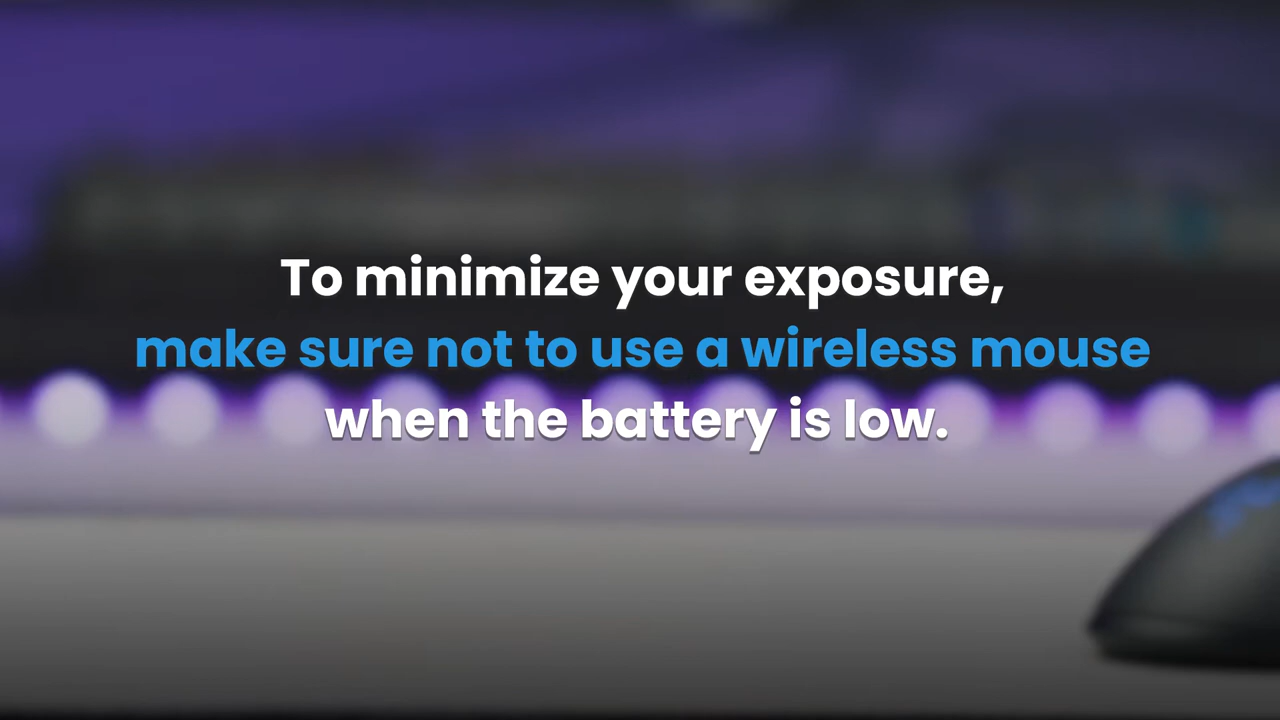 To minimize your exposure,
make sure not to use a wireless mouse
when the battery is low.